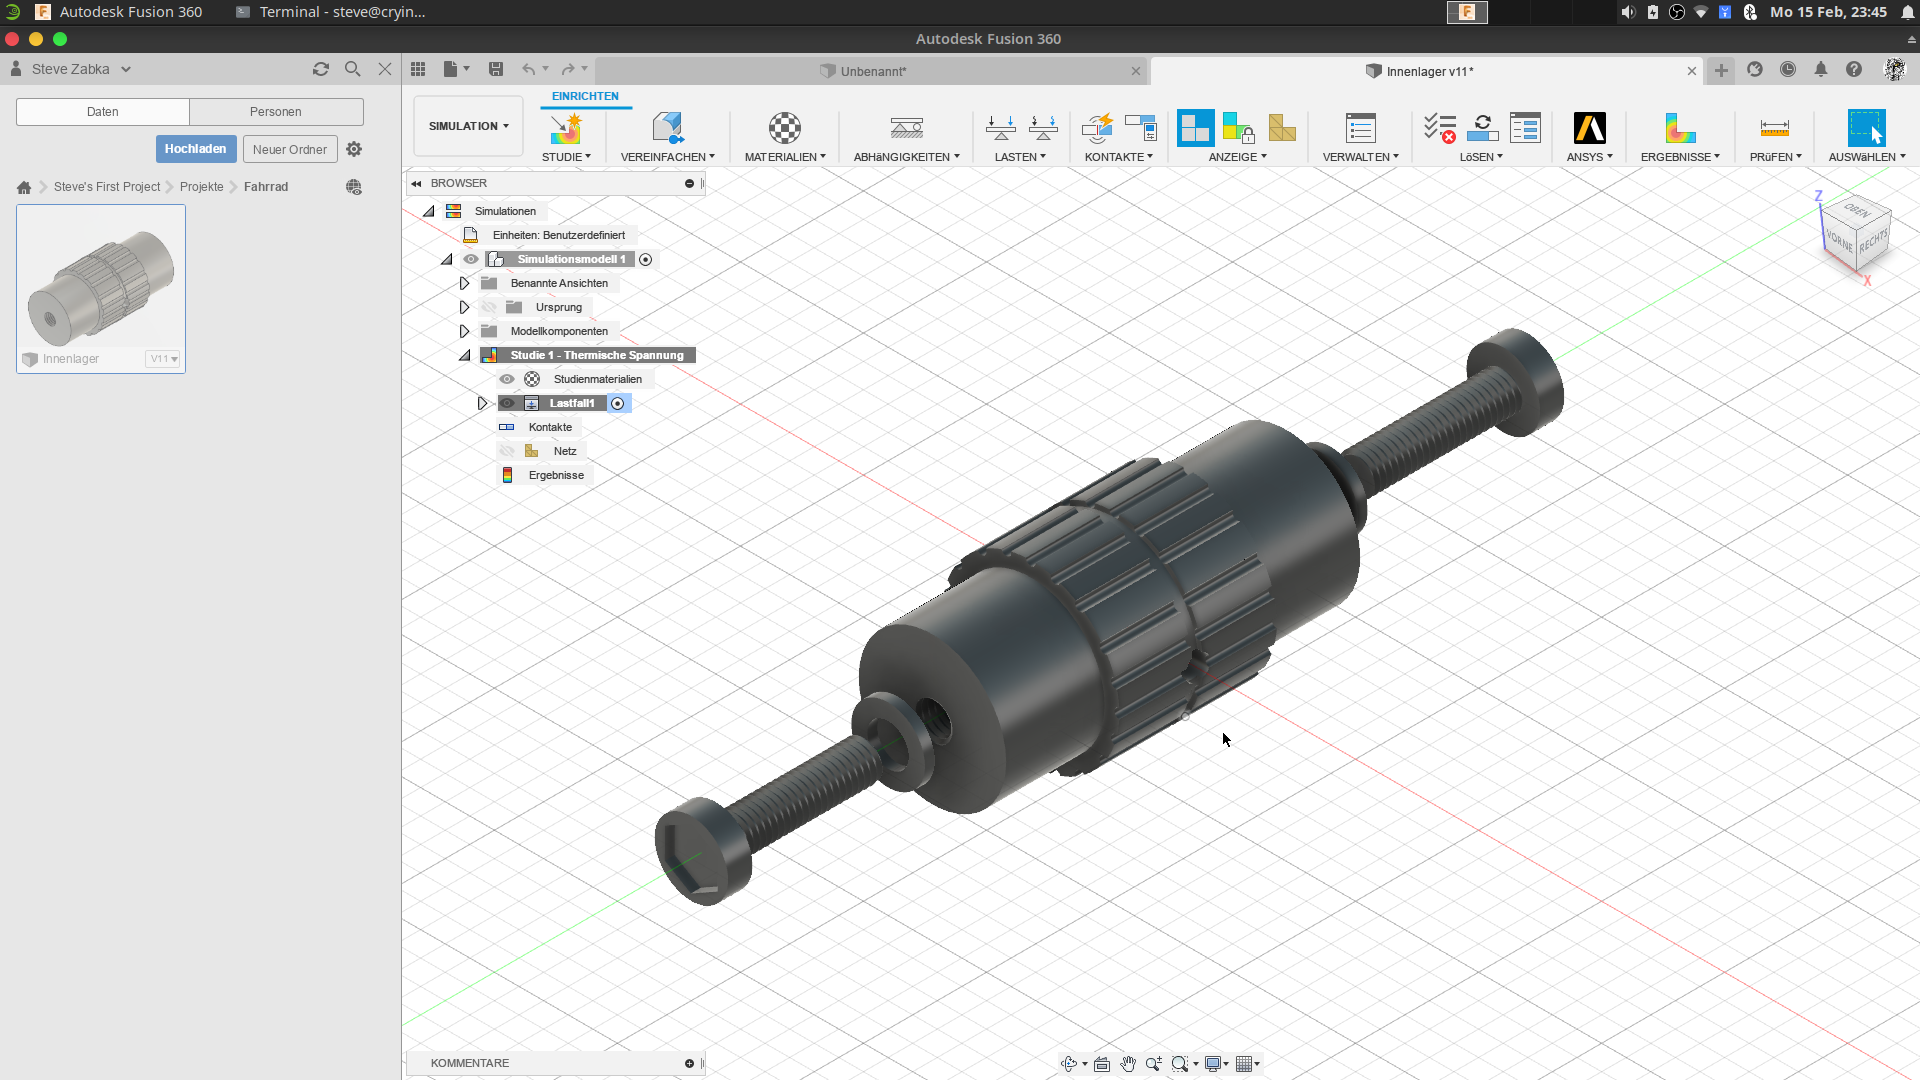 Autodesk Fusion 360
Terminal - steve@cryin...
Mo 15 Feb, 23:45
Autodesk Fusion 360
Steve Zabka
Unbenannt*
Innenlager v11*
Daten
Personen
Hochladen
Neuer Ordner
Steve's First Project
Projekte
Fahrrad
Innenlager
V11
SIMULATION
EINRICHTEN
STUDIE
VEREINFACHEN
MATERIALIEN
ABHäNGIGKEITEN
LASTEN
KONTAKTE
ANZEIGE
VERWALTEN
LöSEN
ANSYS
ERGEBNISSE
PRüFEN
AUSWäHLEN
BROWSER
Simulationen
Einheiten: Benutzerdefiniert
Simulationsmodell 1
Benannte Ansichten
Ursprung
Modellkomponenten
Studie 1 - Thermische Spannung
Studienmaterialien
Lastfall1
Kontakte
Netz
Ergebnisse
Z
OBEN
VORNE
RECHTS
X
KOMMENTARE